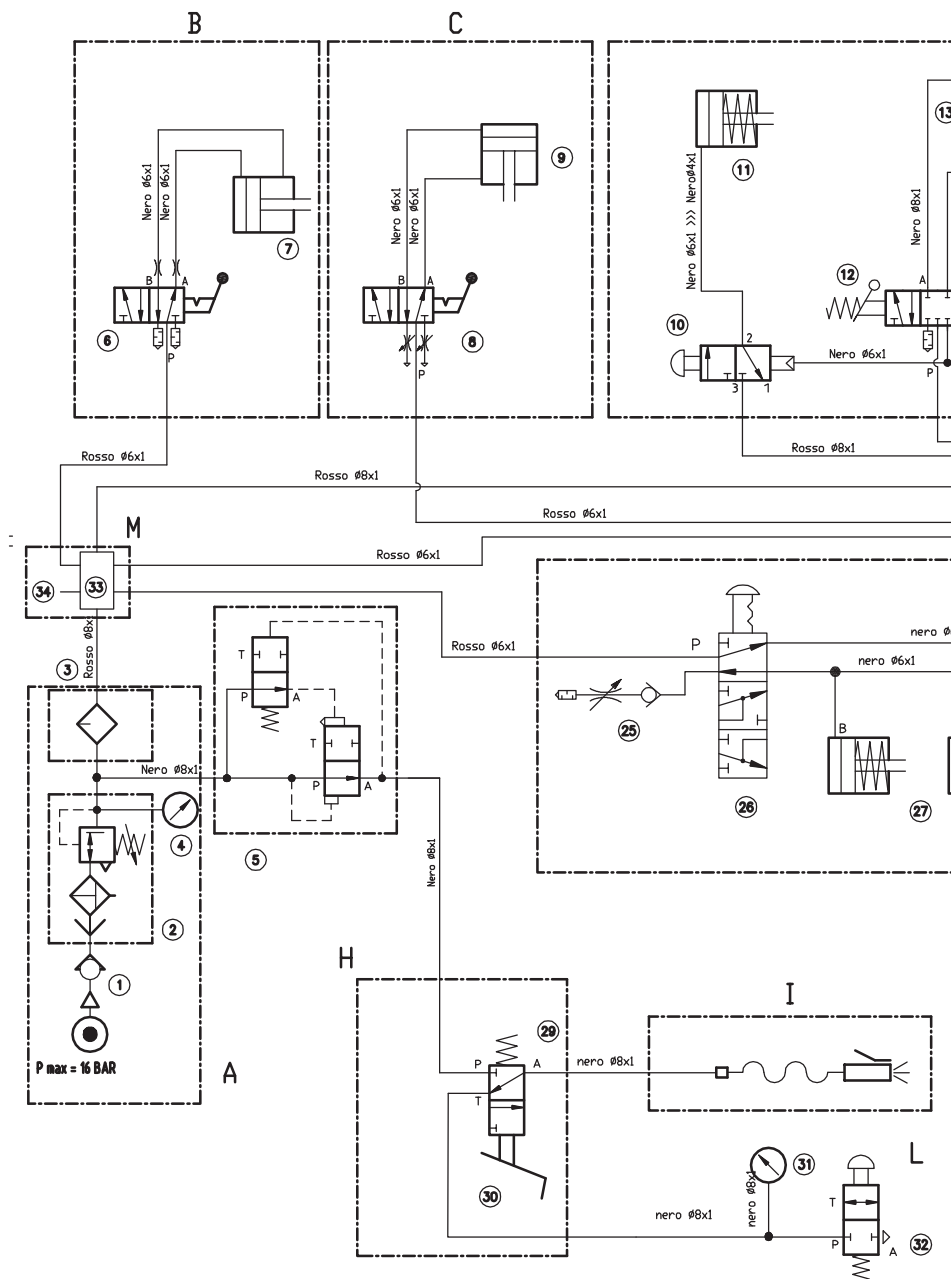 B
C
Nero Ø6x1
Nero Ø6x1
7
B
A
6
P
Nero Ø6x1
Nero Ø6x1
9
B
A
8
P
11
Nero Ø6x1 >>> NeroØ4x1
10
2
3
1
12
13
Nero Ø8x1
A
P
Nero Ø6x1
Rosso Ø6x1
Rosso Ø8x1
Rosso Ø8x1
Rosso Ø6x1
M
Rosso Ø6x1
34
33
Rosso Ø8x
3
Rosso Ø6x1
P
nero Ø6x1
25
26
B
27
T
P
A
T
P
A
5
Nero Ø8x1
4
2
1
P max = 16 BAR
A
Nero Ø8x1
H
29
P
A
T
30
nero Ø8x1
I
L
31
nero Ø8x1
nero Ø8x1
T
P
A
32